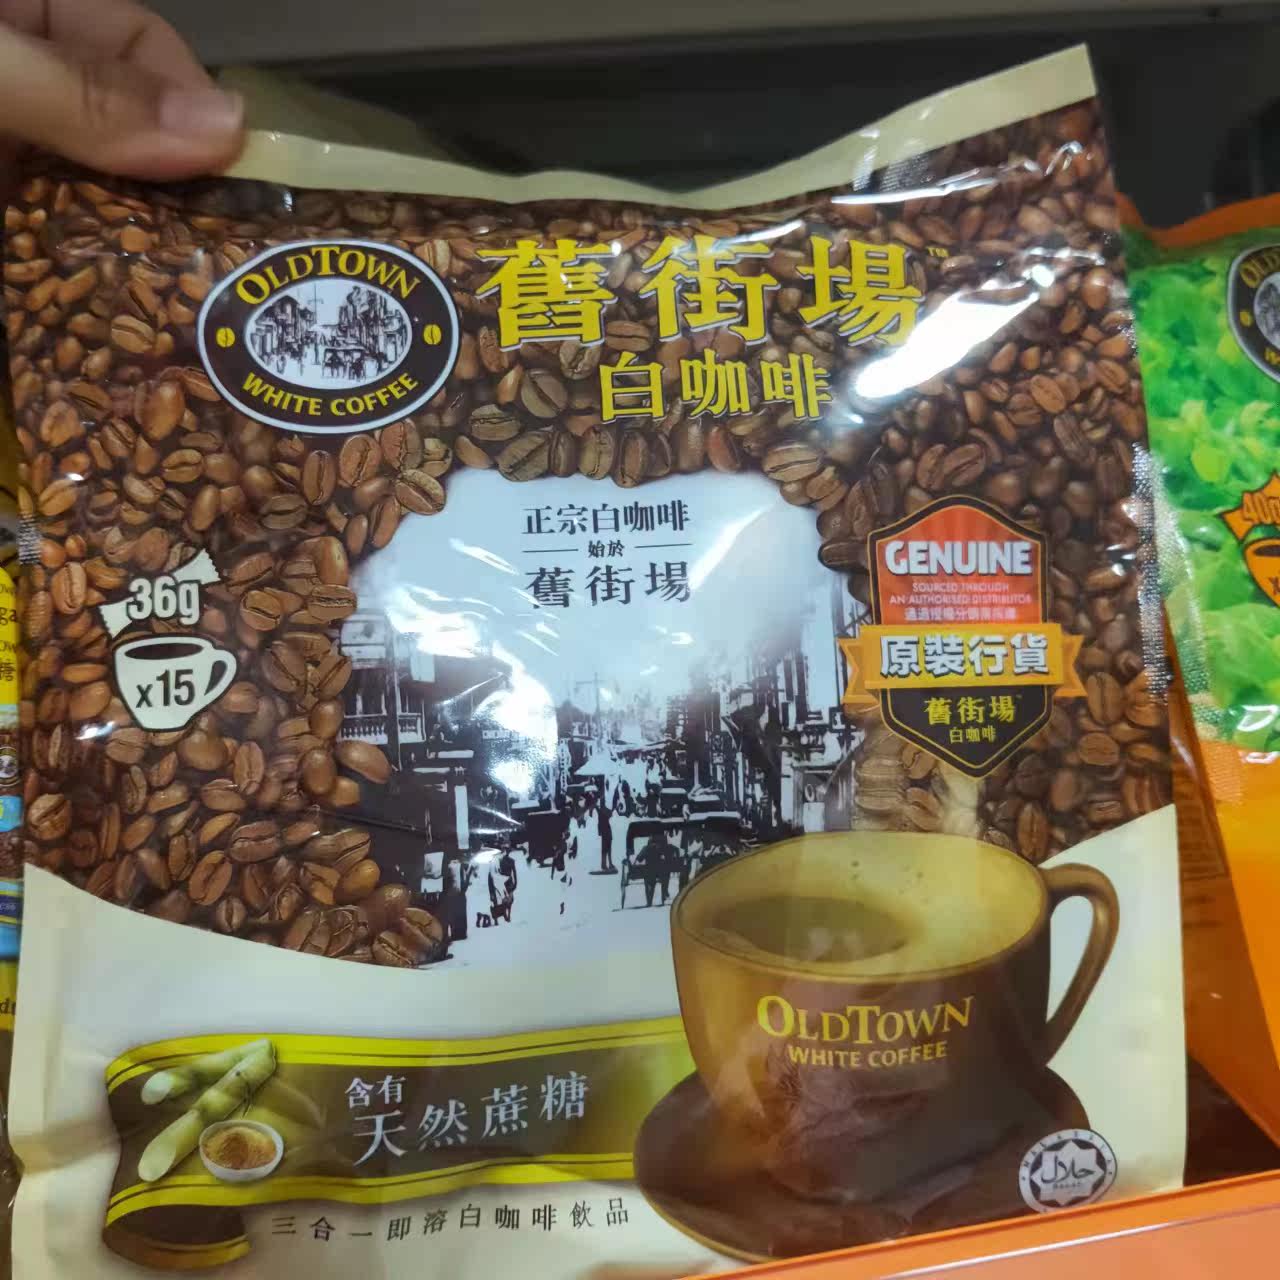 OLDTOWN
WHITE COFFEE
舊街場™
白咖啡
正宗白咖啡
始於
舊街場
36g
x15
GENUINE
SOURCED THROUGH
AN AUTHORISED DISTRIBUTOR
原裝行貨
舊街場
白咖啡
OLDTOWN
WHITE COFFEE
含有
天然蔗糖
三合一即溶白咖啡飲品
حلال